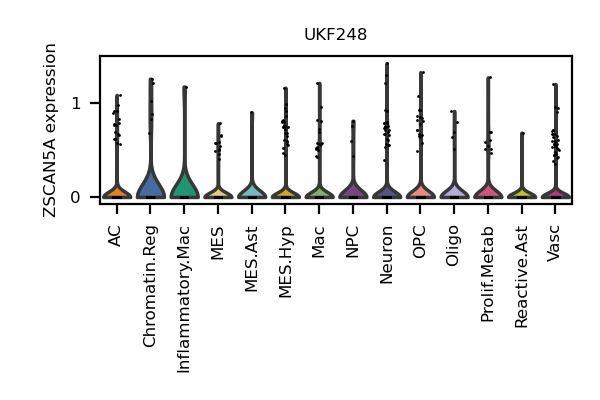 UKF248
ZSCAN5A expression
1
0
AC
Chromatin.Reg
Inflammatory.Mac
MES
MES.Ast
MES.Hyp
Mac
NPC
Neuron
OPC
Oligo
Prolif.Metab
Reactive.Ast
Vasc